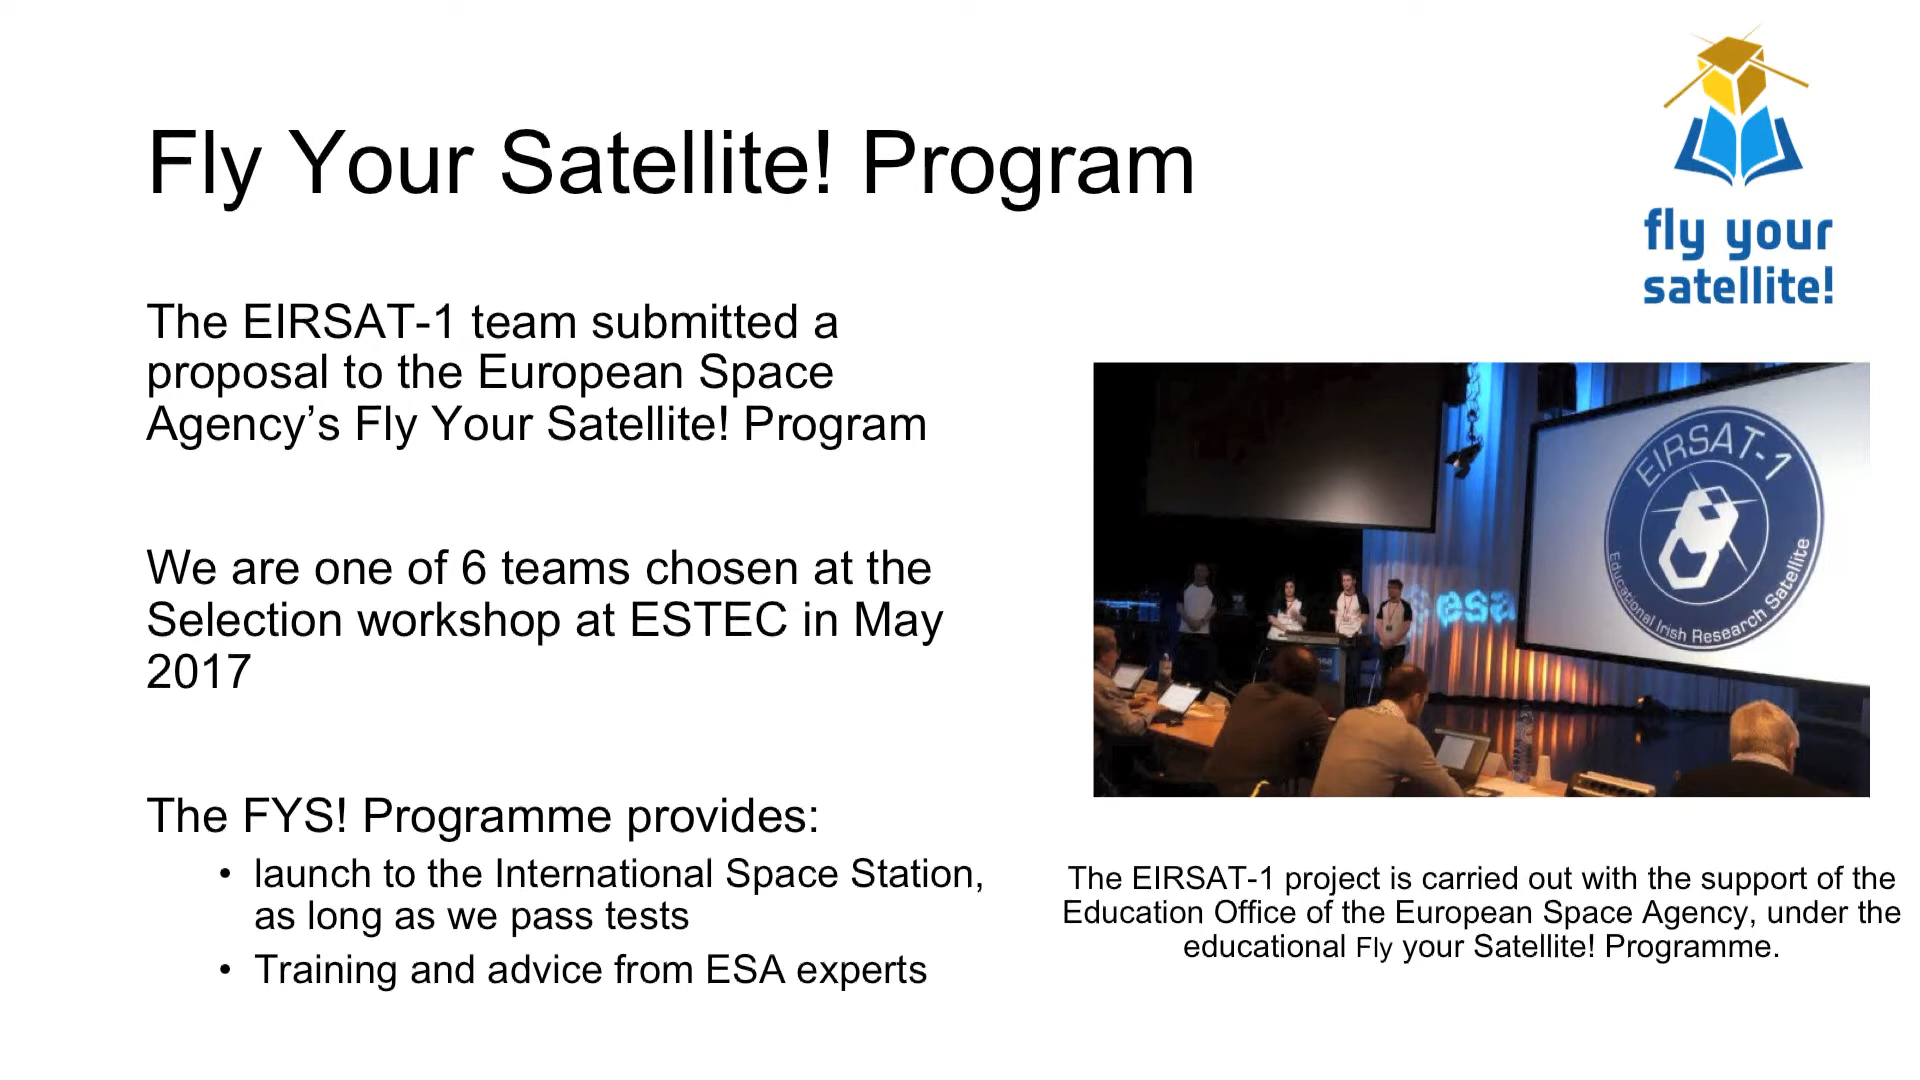 Fly Your Satellite! Program
fly your
satellite!
The EIRSAT-1 team submitted a
proposal to the European Space
Agency’s Fly Your Satellite! Program
We are one of 6 teams chosen at the
Selection workshop at ESTEC in May
2017
The FYS! Programme provides:
• launch to the International Space Station,
as long as we pass tests
• Training and advice from ESA experts
EIRSAT-1
Educational Irish Research Satellite
esa
esa
The EIRSAT-1 project is carried out with the support of the
Education Office of the European Space Agency, under the
educational Fly your Satellite! Programme.